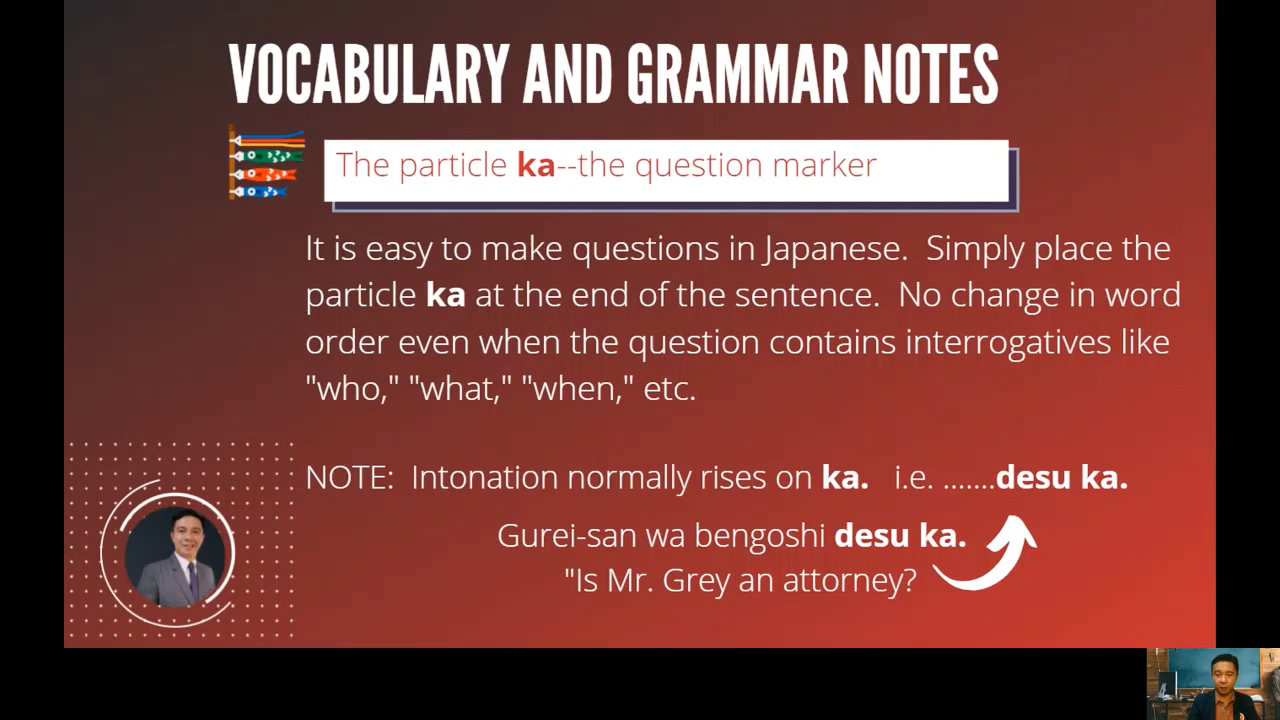 VOCABULARY AND GRAMMAR NOTES
The particle ka--the question marker
It is easy to make questions in Japanese.  Simply place the
particle ka at the end of the sentence.  No change in word
order even when the question contains interrogatives like
"who," "what," "when," etc.
NOTE:  Intonation normally rises on ka.   i.e. .......desu ka.
Gurei-san wa bengoshi desu ka.
"Is Mr. Grey an attorney?